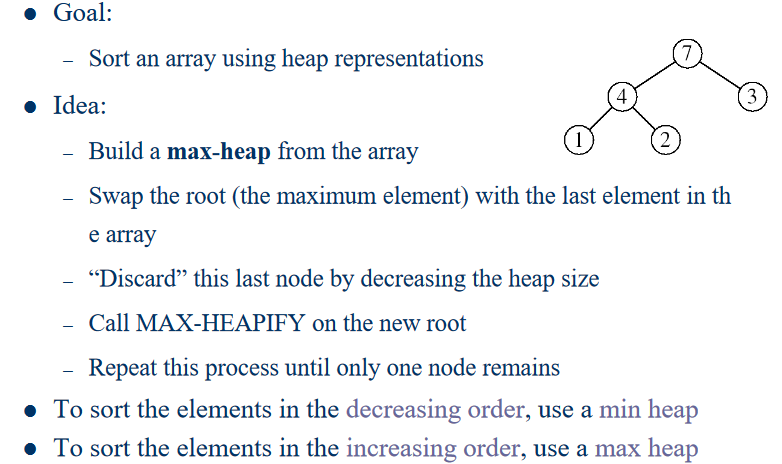 ● Goal:
– Sort an array using heap representations
● Idea:
– Build a max-heap from the array
– Swap the root (the maximum element) with the last element in th
e array
– “Discard” this last node by decreasing the heap size
– Call MAX-HEAPIFY on the new root
– Repeat this process until only one node remains
● To sort the elements in the decreasing order, use a min heap
● To sort the elements in the increasing order, use a max heap
7
4
3
1
2